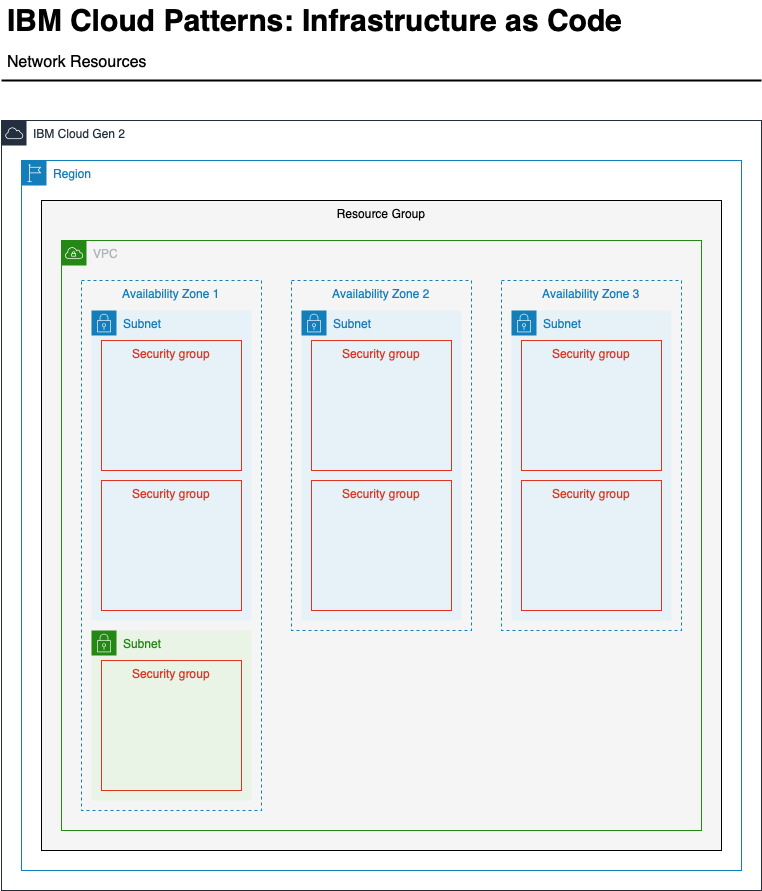 IBM Cloud Patterns: Infrastructure as Code
Network Resources
IBM Cloud Gen 2
Region
Resource Group
VPC
Availability Zone 1
Subnet
Security group
Security group
Subnet
Security group
Availability Zone 2
Subnet
Security group
Security group
Availability Zone 3
Subnet
Security group
Security group